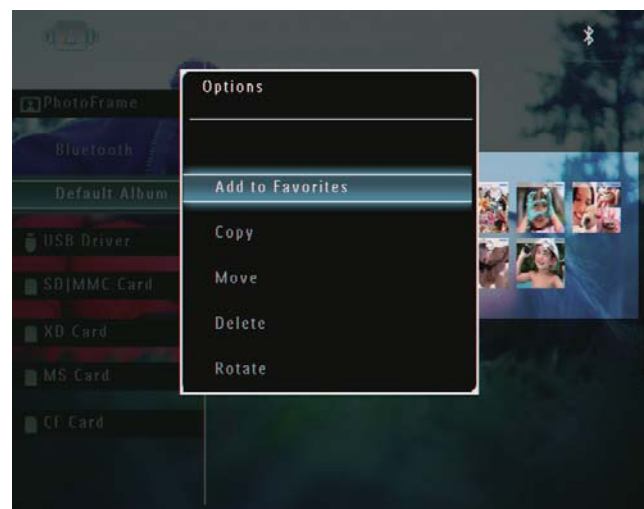 Options
PhotoFrame
Bluetooth
Default Album
USB Driver
SD|MMC Card
XD Card
MS Card
CF Card
Add to Favorites
Copy
Move
Delete
Rotate